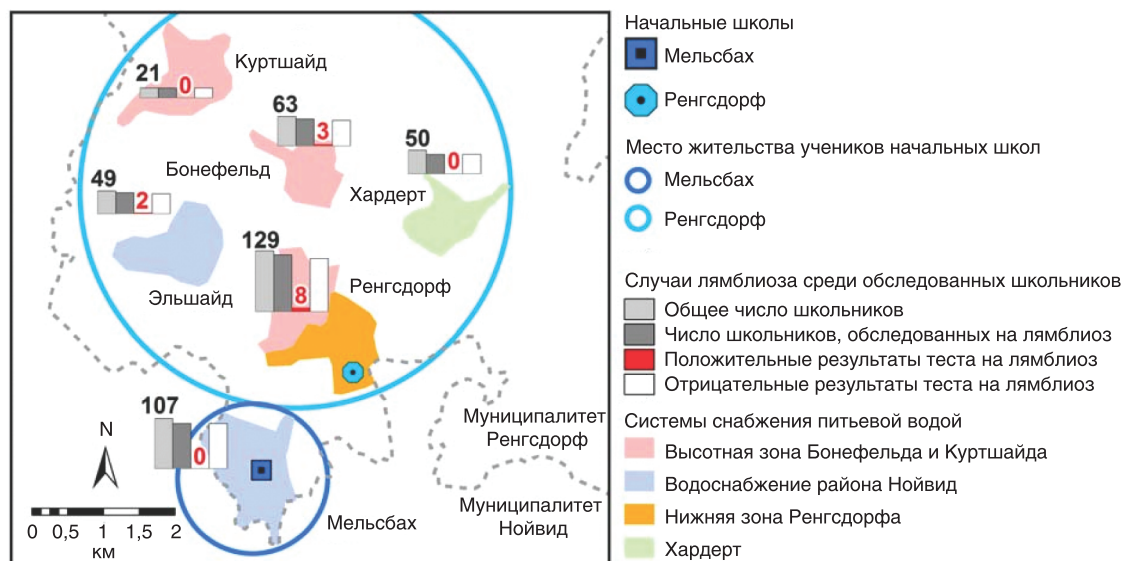 Куртшайд
21
0
63
3
Бонефельд
50
0
49
2
Хардерт
129
8
Эльшайд
Ренгсдорф
107
0
Муниципалитет
Ренгсдорф
N
Мельсбах
Муниципалитет
Нойвид
0 0,5 1 1,5 2
км
Начальные школы
Мельсбах
Ренгсдорф
Место жительства учеников начальных школ
Мельсбах
Ренгсдорф
Случаи лямблиоза среди обследованных школьников
Общее число школьников
Число школьников, обследованных на лямблиоз
Положительные результаты теста на лямблиоз
Отрицательные результаты теста на лямблиоз
Системы снабжения питьевой водой
Высотная зона Бонефельда и Куртшайда
Водоснабжение района Нойвид
Нижняя зона Ренгсдорфа
Хардерт